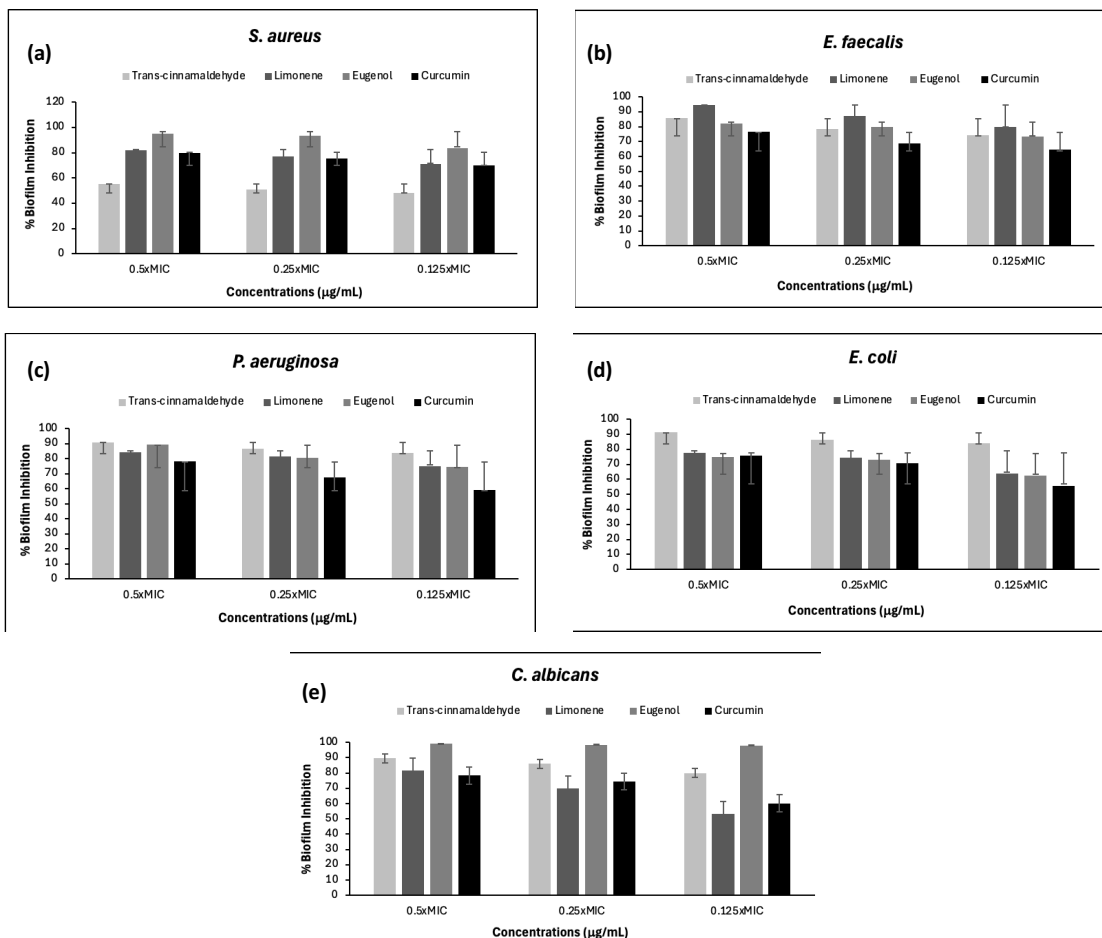 (a)
S. aureus
Trans-cinnamaldehyde Limonene Eugenol Curcumin
% Biofilm Inhibition
120
100
80
60
40
20
0
0.5xMIC 0.25xMIC 0.125xMIC
Concentrations (µg/mL)
(b)
E. faecalis
Trans-cinnamaldehyde Limonene Eugenol Curcumin
% Biofilm Inhibition
100
90
80
70
60
50
40
30
20
10
0
0.5xMIC 0.25xMIC 0.125xMIC
Concentrations (µg/mL)
(c)
P. aeruginosa
Trans-cinnamaldehyde Limonene Eugenol Curcumin
% Biofilm Inhibition
100
90
80
70
60
50
40
30
20
10
0
0.5xMIC 0.25xMIC 0.125xMIC
Concentrations (µg/mL)
(d)
E. coli
Trans-cinnamaldehyde Limonene Eugenol Curcumin
% Biofilm Inhibition
100
90
80
70
60
50
40
30
20
10
0
0.5xMIC 0.25xMIC 0.125xMIC
Concentrations (µg/mL)
(e)
C. albicans
Trans-cinnamaldehyde Limonene Eugenol Curcumin
% Biofilm Inhibition
100
90
80
70
60
50
40
30
20
10
0
0.5xMIC 0.25xMIC 0.125xMIC
Concentrations (µg/mL)